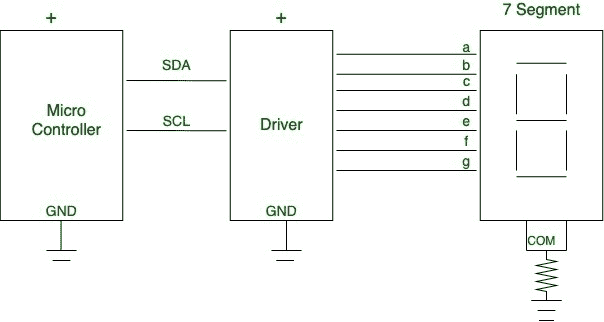 +
+
7 Segment
SDA
SCL
Micro
Controller
Driver
a
b
c
d
e
f
g
GND
GND
COM